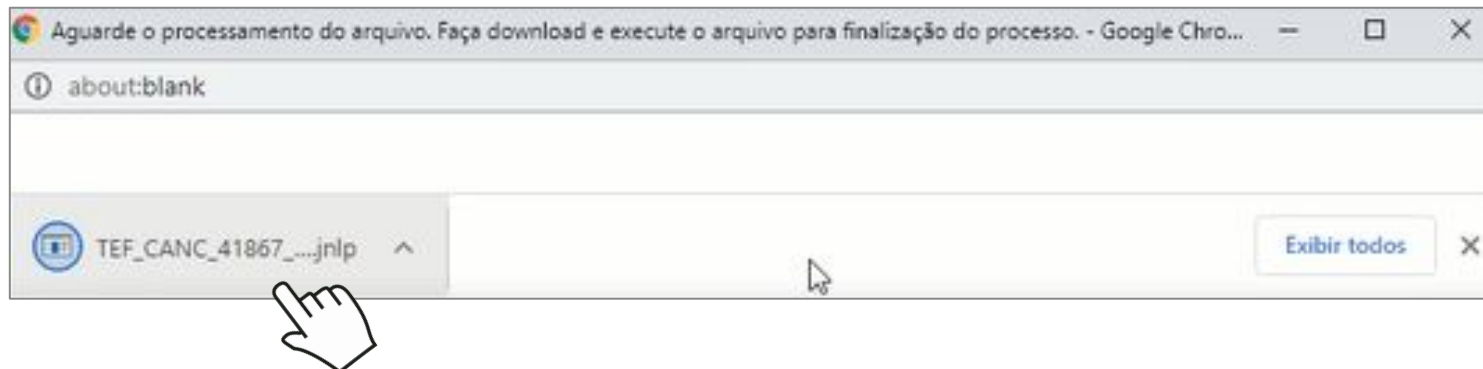 Aguarde o processamento do arquivo. Faça download e execute o arquivo para finalização do processo. - Google Chro...
about:blank
TEF_CANC_41867_....jnlp
Exibir todos